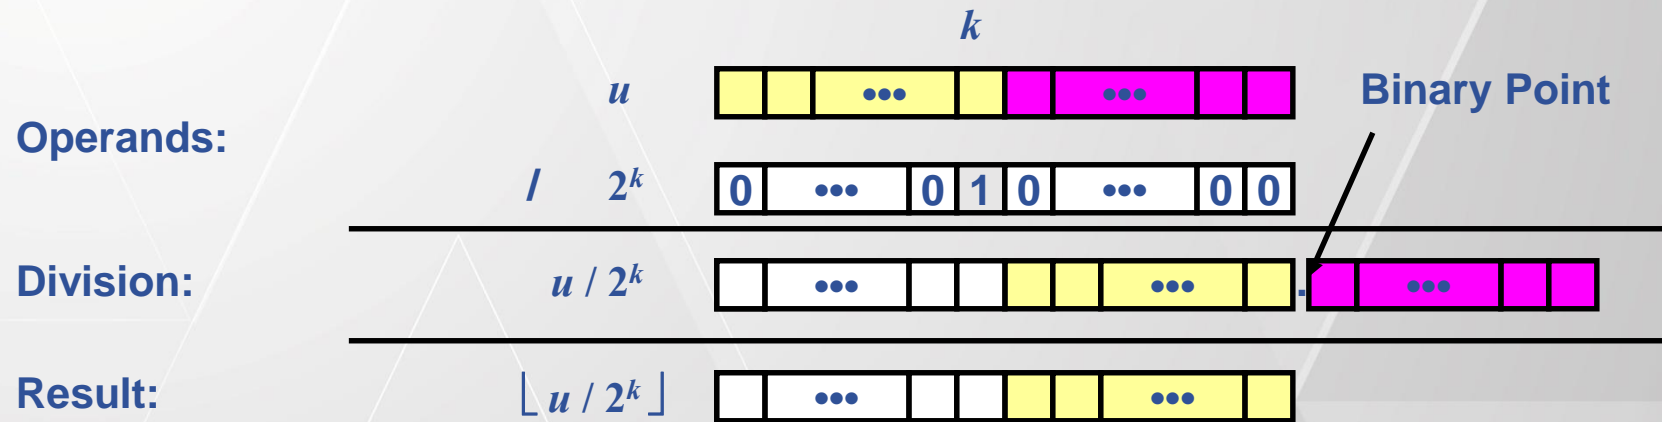 k
u ••• •••
Binary Point
Operands:
/ 2^k 0 ••• 0 1 0 ••• 0 0
Division: u / 2^k ••• ••• . •••
Result: ⌊ u / 2^k ⌋ ••• •••